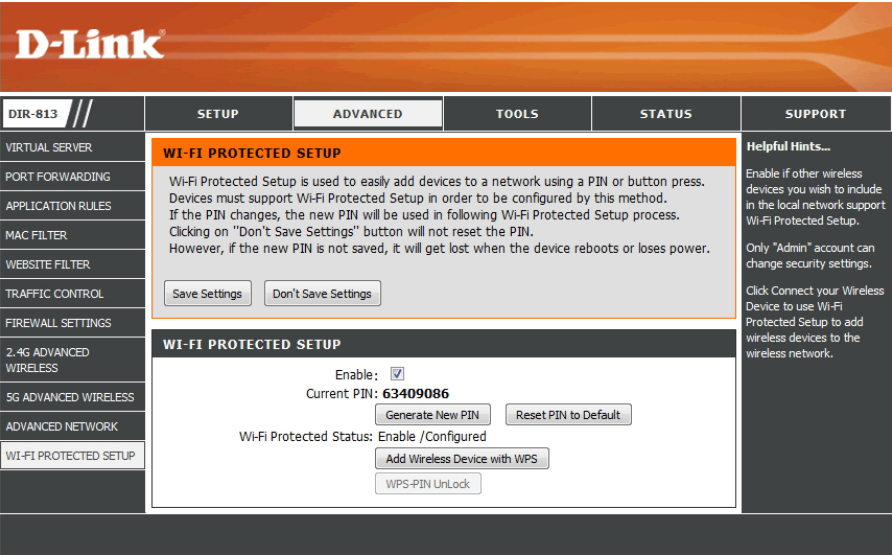 D-Link
DIR-813
SETUP
ADVANCED
TOOLS
STATUS
SUPPORT
VIRTUAL SERVER
PORT FORWARDING
APPLICATION RULES
MAC FILTER
WEBSITE FILTER
TRAFFIC CONTROL
FIREWALL SETTINGS
2.4G ADVANCED
WIRELESS
5G ADVANCED WIRELESS
ADVANCED NETWORK
WI-FI PROTECTED SETUP
WI-FI PROTECTED SETUP
Wi-Fi Protected Setup is used to easily add devices to a network using a PIN or button press.
Devices must support Wi-Fi Protected Setup in order to be configured by this method.
If the PIN changes, the new PIN will be used in following Wi-Fi Protected Setup process.
Clicking on "Don't Save Settings" button will not reset the PIN.
However, if the new PIN is not saved, it will get lost when the device reboots or loses power.
Save Settings
Don't Save Settings
WI-FI PROTECTED SETUP
Enable:
Current PIN: 63409086
Generate New PIN
Reset PIN to Default
Wi-Fi Protected Status: Enable /Configured
Add Wireless Device with WPS
WPS-PIN UnLock
Helpful Hints...
Enable if other wireless
devices you wish to include
in the local network support
Wi-Fi Protected Setup.
Only "Admin" account can
change security settings.
Click Connect your Wireless
Device to use Wi-Fi
Protected Setup to add
wireless devices to the
wireless network.